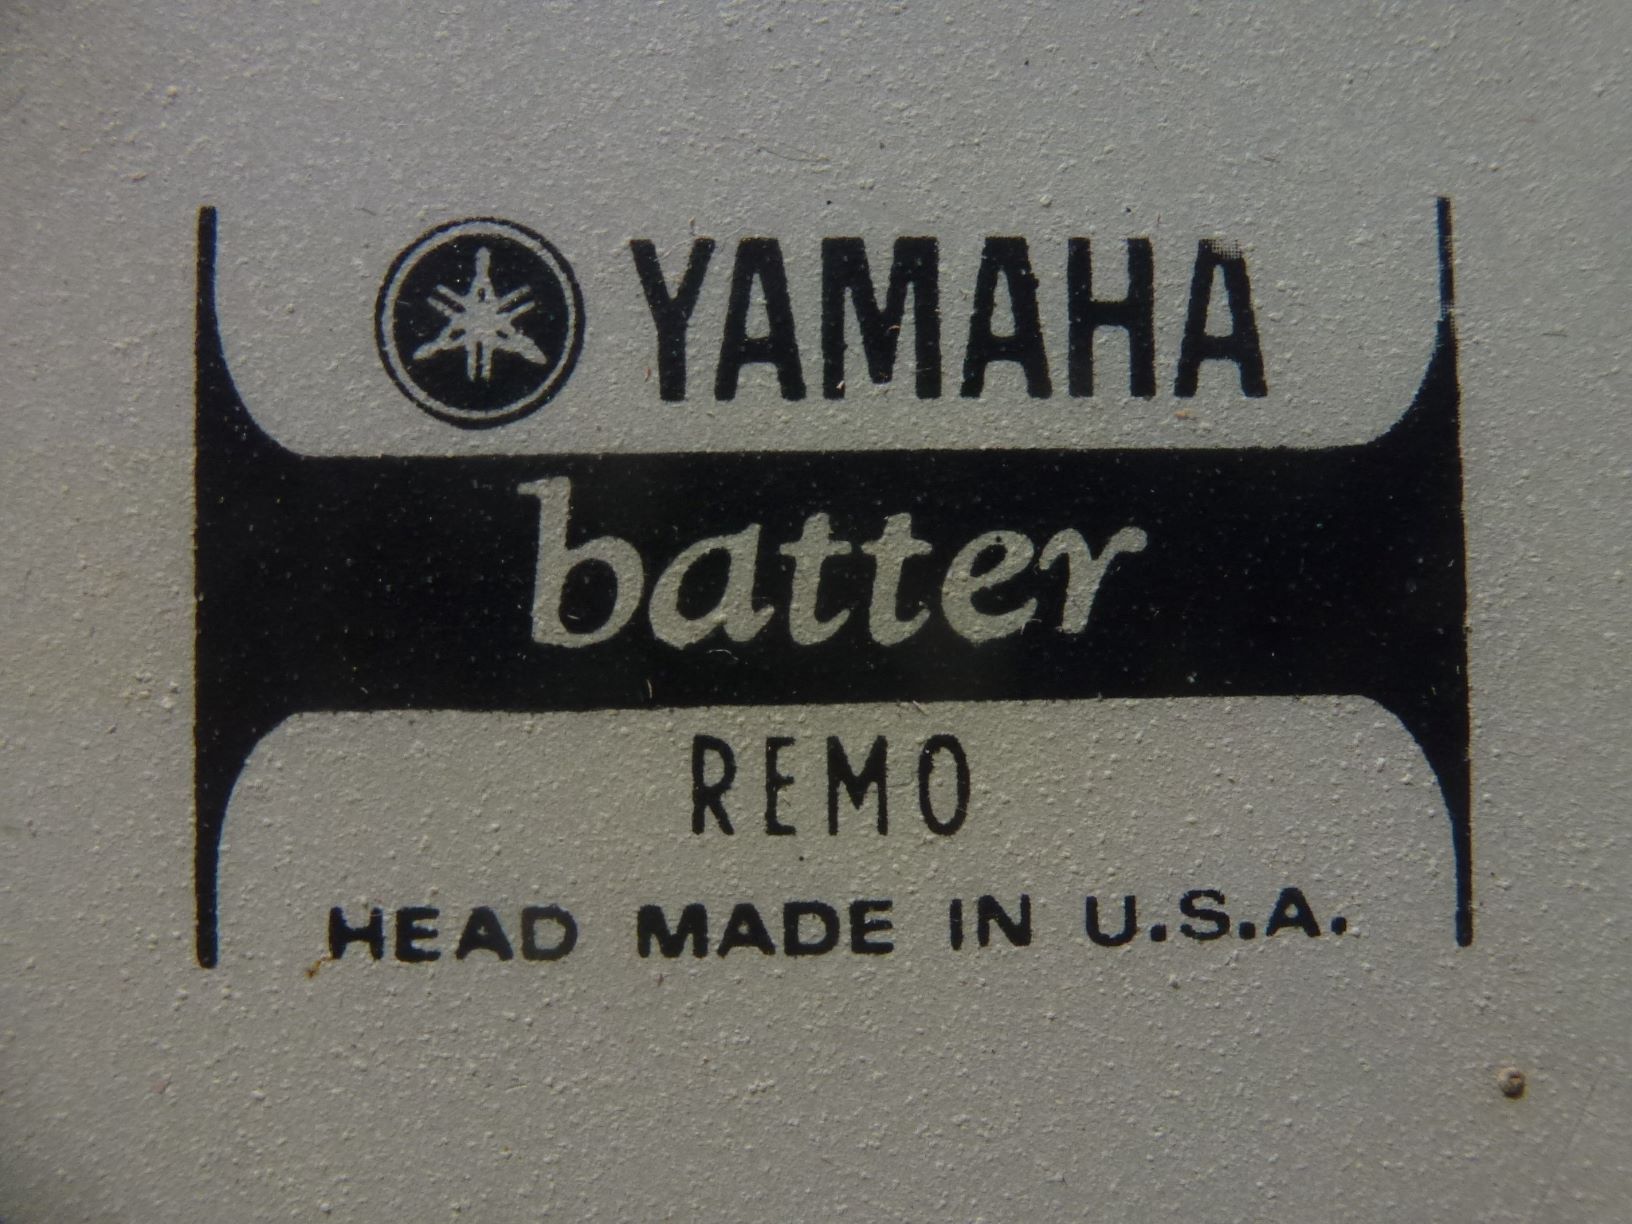 YAMAHA
batter
REMO
HEAD MADE IN U.S.A.